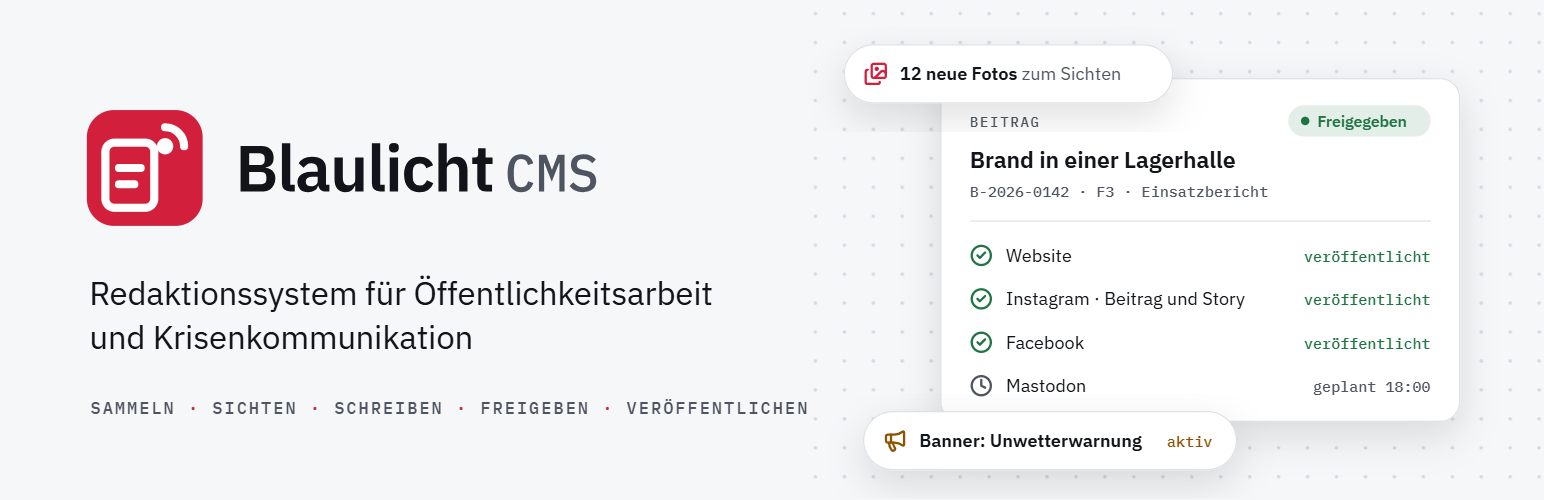 Blaulicht CMS
Redaktionssystem für Öffentlichkeitsarbeit
und Krisenkommunikation
SAMMELN · SICHTEN · SCHREIBEN · FREIGEBEN · VERÖFFENTLICHEN
12 neue Fotos zum Sichten
BEITRAG
Freigegeben
Brand in einer Lagerhalle
B-2026-0142 · F3 · Einsatzbericht
Website veröffentlicht
Instagram · Beitrag und Story veröffentlicht
Facebook veröffentlicht
Mastodon geplant 18:00
Banner: Unwetterwarnung aktiv